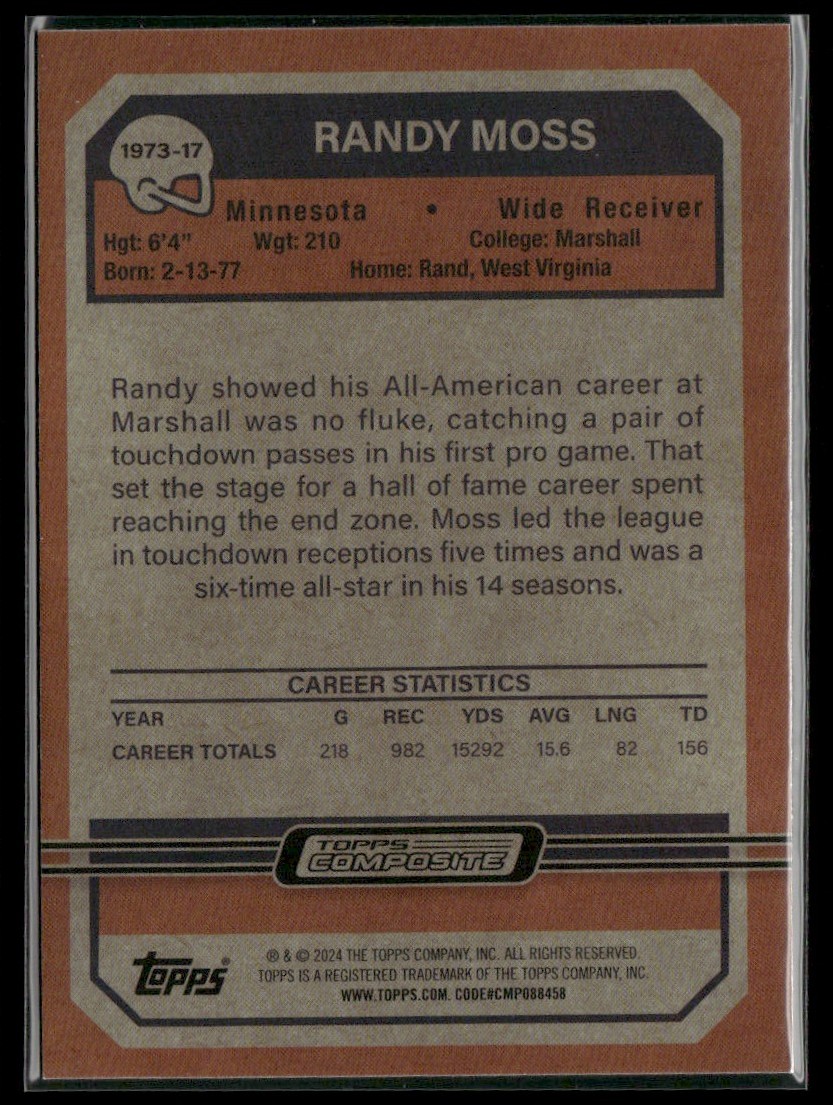 1973-17
RANDY MOSS
Minnesota • Wide Receiver
Hgt: 6'4" Wgt: 210 College: Marshall
Born: 2-13-77 Home: Rand, West Virginia
Randy showed his All-American career at
Marshall was no fluke, catching a pair of
touchdown passes in his first pro game. That
set the stage for a hall of fame career spent
reaching the end zone. Moss led the league
in touchdown receptions five times and was a
six-time all-star in his 14 seasons.
CAREER STATISTICS
YEAR G REC YDS AVG LNG TD
CAREER TOTALS 218 982 15292 15.6 82 156
TOPPS
COMPOSITE
Topps®
® & © 2024 THE TOPPS COMPANY, INC. ALL RIGHTS RESERVED.
TOPPS IS A REGISTERED TRADEMARK OF THE TOPPS COMPANY, INC.
WWW.TOPPS.COM. CODE#CMP088458